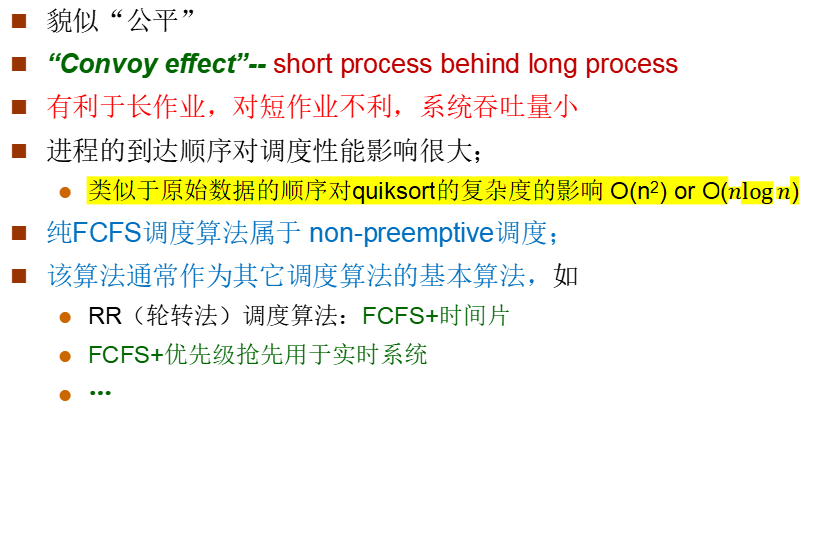 貌似“公平”
“Convoy effect”-- short process behind long process
有利于长作业，对短作业不利，系统吞吐量小
进程的到达顺序对调度性能影响很大；
类似于原始数据的顺序对quiksort的复杂度的影响 O(n²) or O(n log n)
纯FCFS调度算法属于 non-preemptive调度；
该算法通常作为其它调度算法的基本算法，如
RR（轮转法）调度算法：FCFS+时间片
FCFS+优先级抢先用于实时系统
…